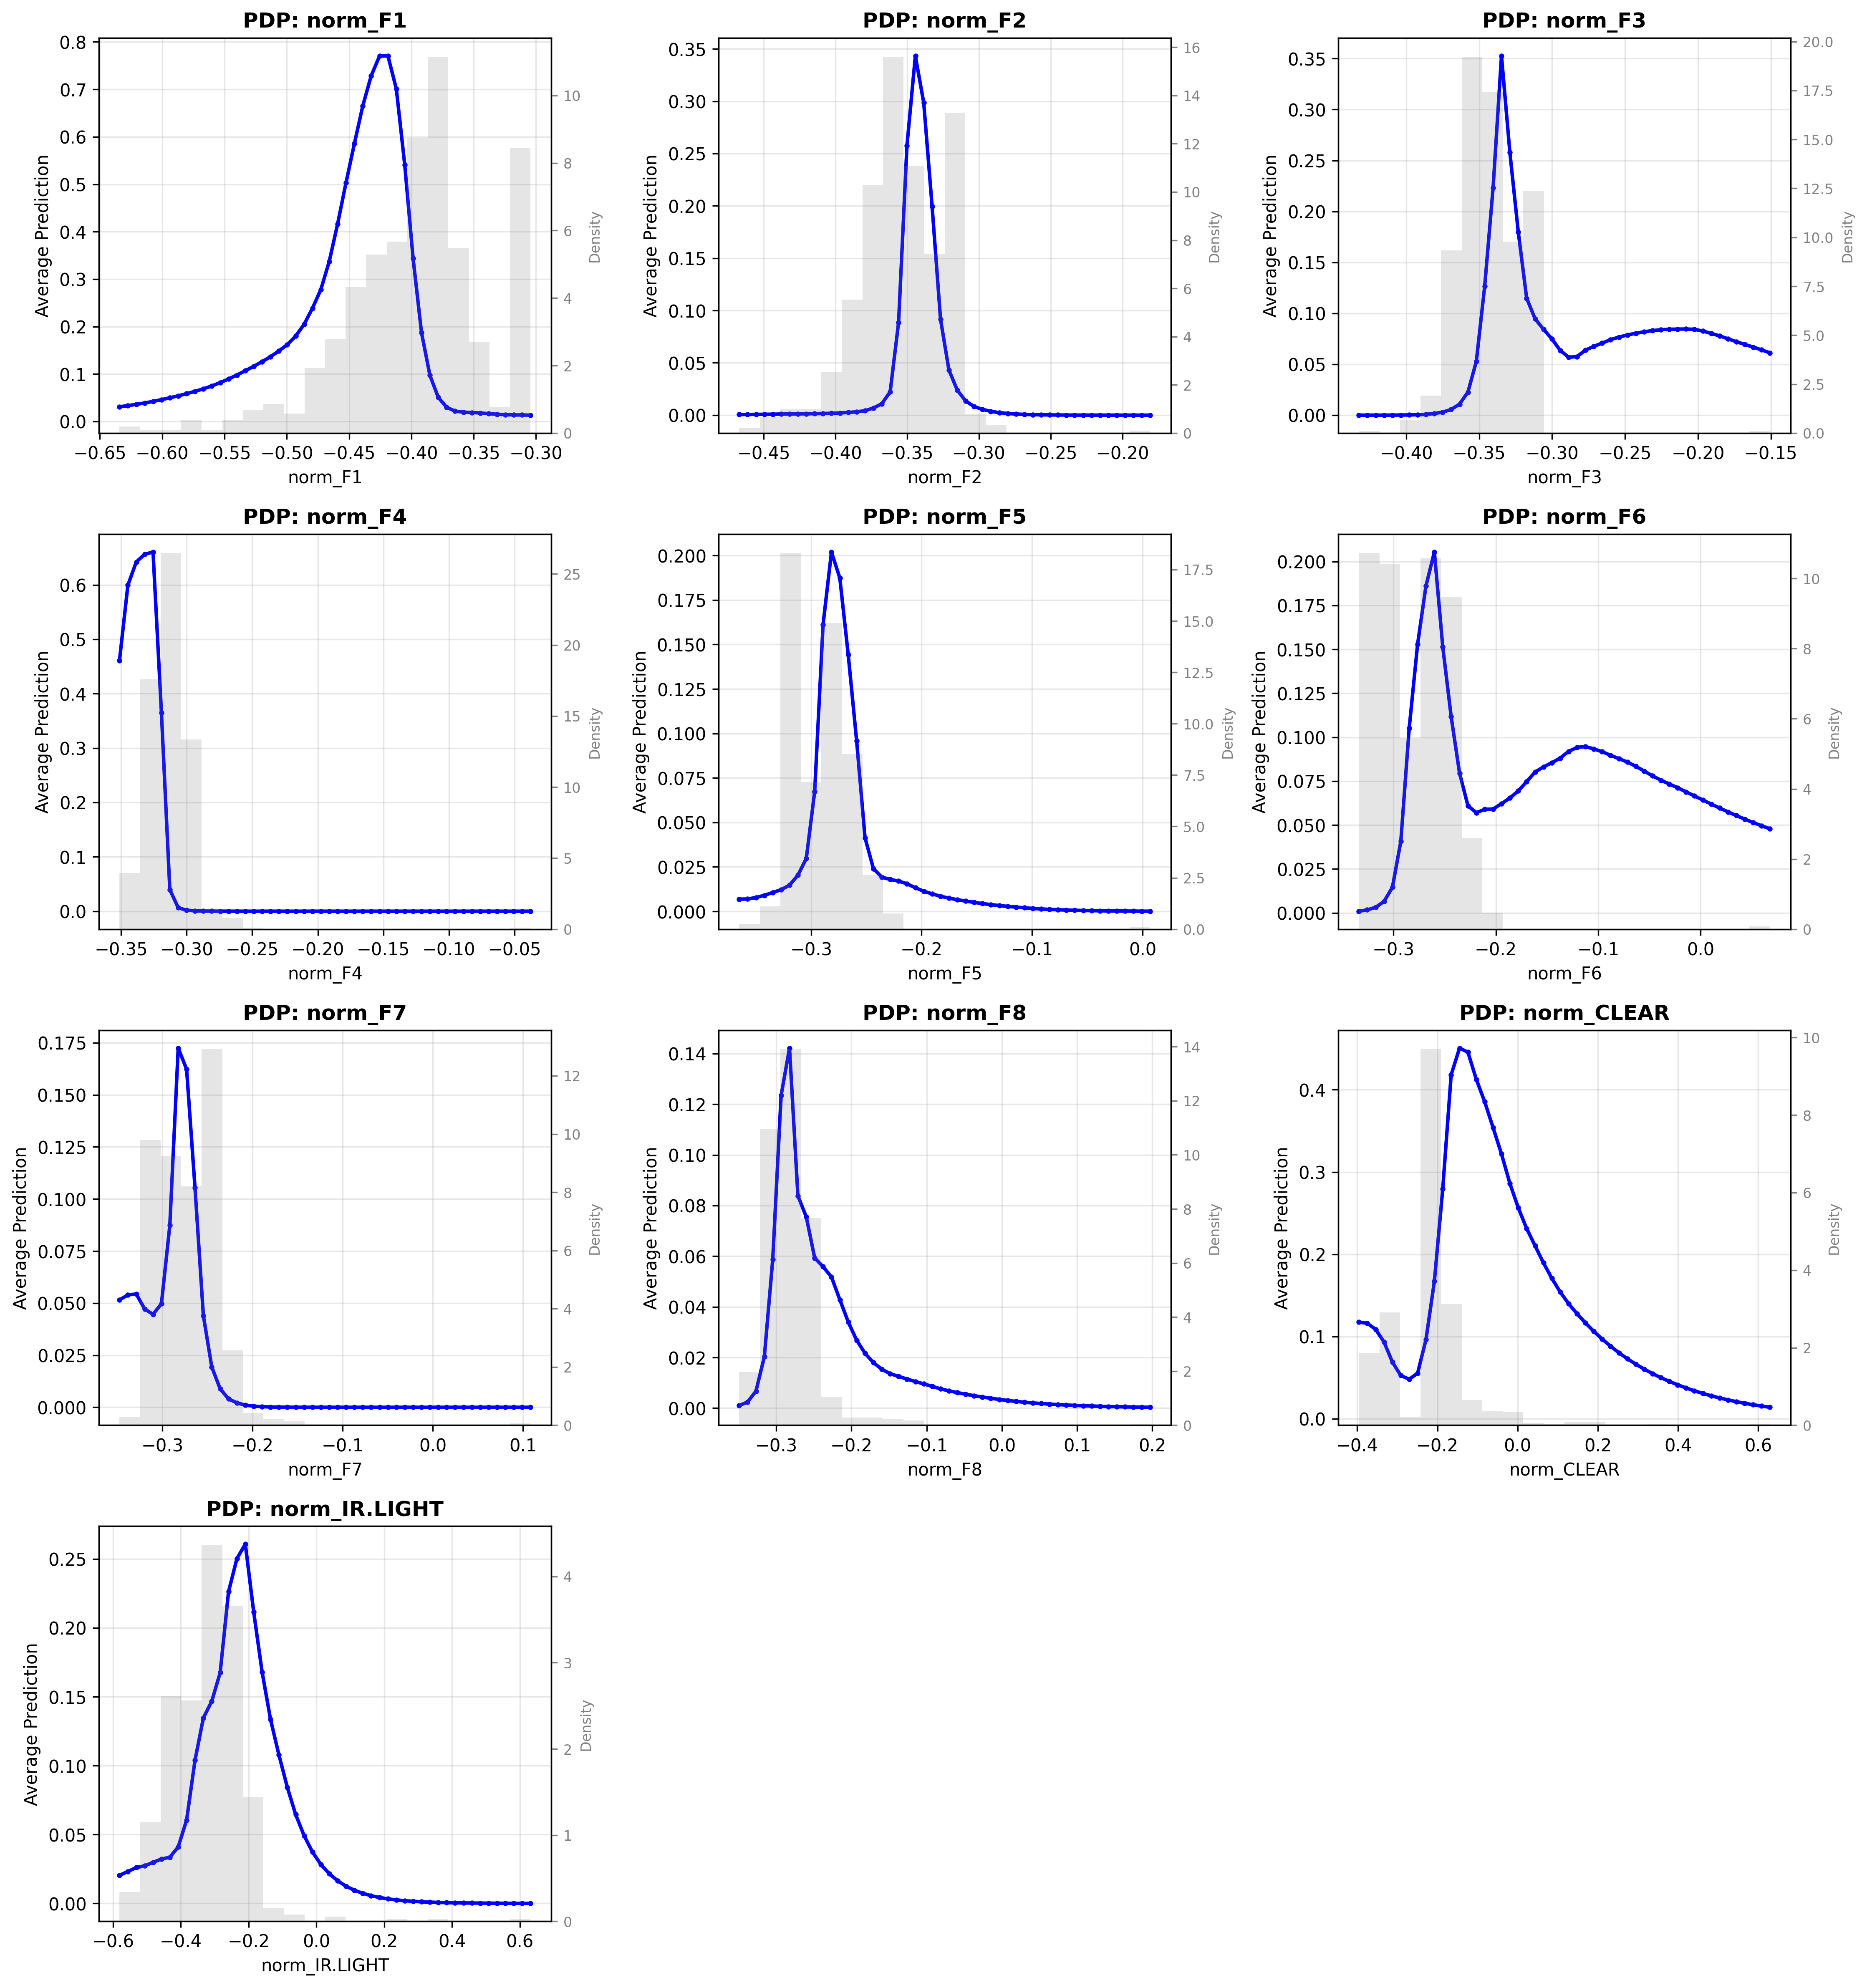 PDP: norm_F1
Average Prediction
0.8
0.7
0.6
0.5
0.4
0.3
0.2
0.1
0.0
10
8
6
4
2
0
Density
−0.65 −0.60 −0.55 −0.50 −0.45 −0.40 −0.35 −0.30
norm_F1
PDP: norm_F2
Average Prediction
0.35
0.30
0.25
0.20
0.15
0.10
0.05
0.00
16
14
12
10
8
6
4
2
0
Density
−0.45 −0.40 −0.35 −0.30 −0.25 −0.20
norm_F2
PDP: norm_F3
Average Prediction
0.35
0.30
0.25
0.20
0.15
0.10
0.05
0.00
20.0
17.5
15.0
12.5
10.0
7.5
5.0
2.5
0.0
Density
−0.40 −0.35 −0.30 −0.25 −0.20 −0.15
norm_F3
PDP: norm_F4
Average Prediction
0.6
0.5
0.4
0.3
0.2
0.1
0.0
25
20
15
10
5
0
Density
−0.35 −0.30 −0.25 −0.20 −0.15 −0.10 −0.05
norm_F4
PDP: norm_F5
Average Prediction
0.200
0.175
0.150
0.125
0.100
0.075
0.050
0.025
0.000
17.5
15.0
12.5
10.0
7.5
5.0
2.5
0.0
Density
−0.3 −0.2 −0.1 0.0
norm_F5
PDP: norm_F6
Average Prediction
0.200
0.175
0.150
0.125
0.100
0.075
0.050
0.025
0.000
10
8
6
4
2
0
Density
−0.3 −0.2 −0.1 0.0
norm_F6
PDP: norm_F7
Average Prediction
0.175
0.150
0.125
0.100
0.075
0.050
0.025
0.000
12
10
8
6
4
2
0
Density
−0.3 −0.2 −0.1 0.0 0.1
norm_F7
PDP: norm_F8
Average Prediction
0.14
0.12
0.10
0.08
0.06
0.04
0.02
0.00
14
12
10
8
6
4
2
0
Density
−0.3 −0.2 −0.1 0.0 0.1 0.2
norm_F8
PDP: norm_CLEAR
Average Prediction
0.4
0.3
0.2
0.1
0.0
10
8
6
4
2
0
Density
−0.4 −0.2 0.0 0.2 0.4 0.6
norm_CLEAR
PDP: norm_IR.LIGHT
Average Prediction
0.25
0.20
0.15
0.10
0.05
0.00
4
3
2
1
0
Density
−0.6 −0.4 −0.2 0.0 0.2 0.4 0.6
norm_IR.LIGHT